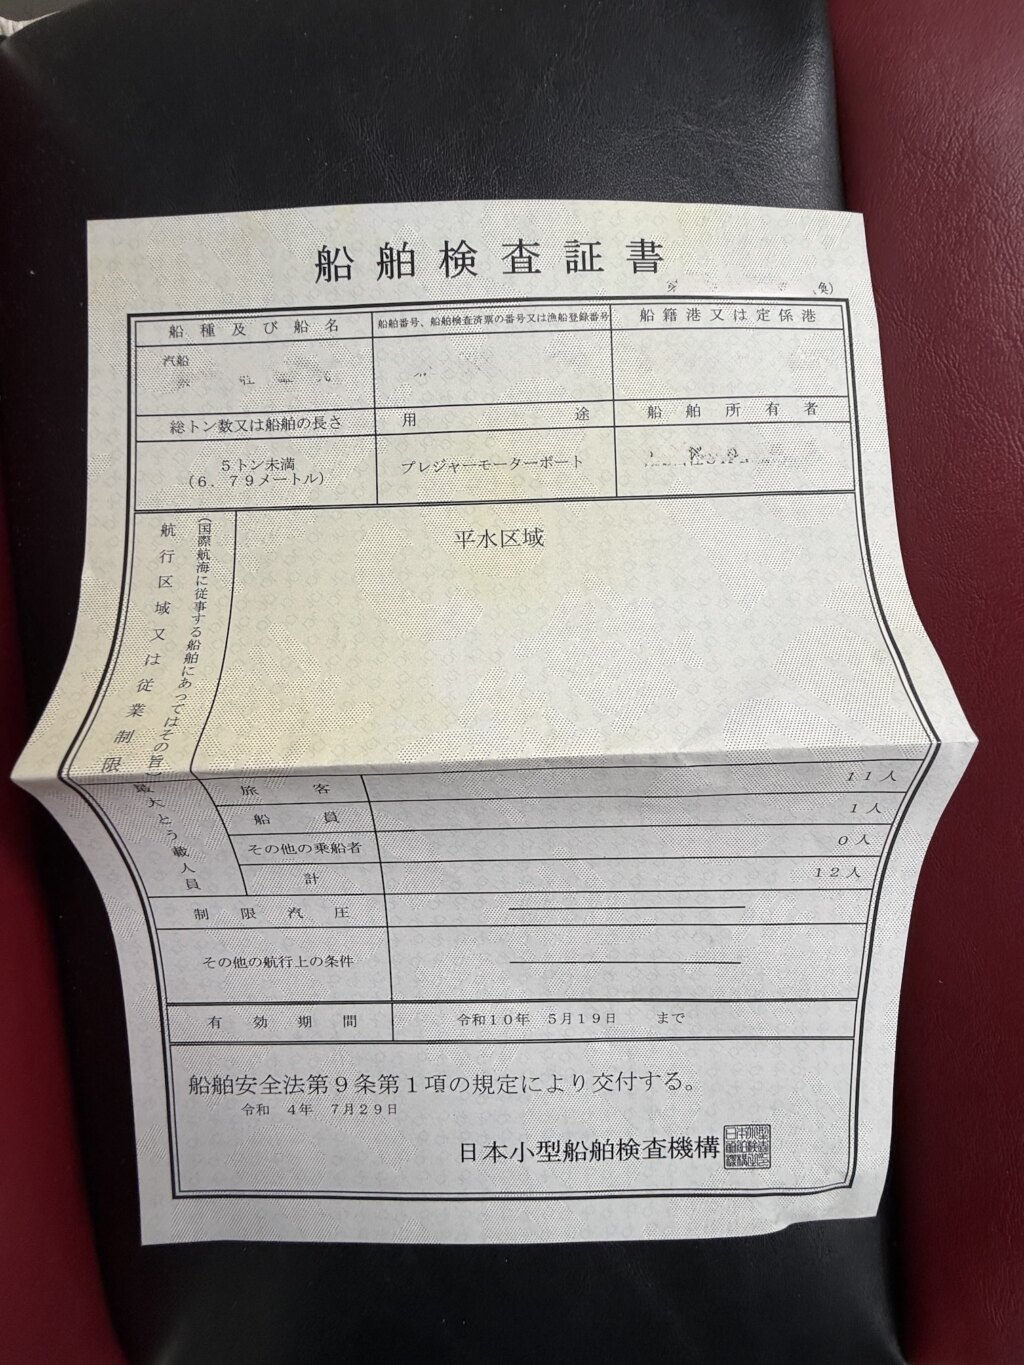 船舶検査証書
船種及び船名
船舶番号、船舶検査済票の番号又は漁船登録番号
船籍港又は定係港
汽船
総トン数又は船舶の長さ
用途
船舶所有者
5トン未満
(6.79メートル)
プレジャーモーターボート
航行区域又は従業制限
(国際航海に従事する船舶にあってはその旨)
平水区域
最大とう載人員
旅客 11人
船員 1人
その他の乗船者 0人
計 12人
制限汽圧
その他の航行上の条件
有効期間 令和10年 5月19日 まで
船舶安全法第9条第1項の規定により交付する。
令和 4年 7月29日
日本小型船舶検査機構